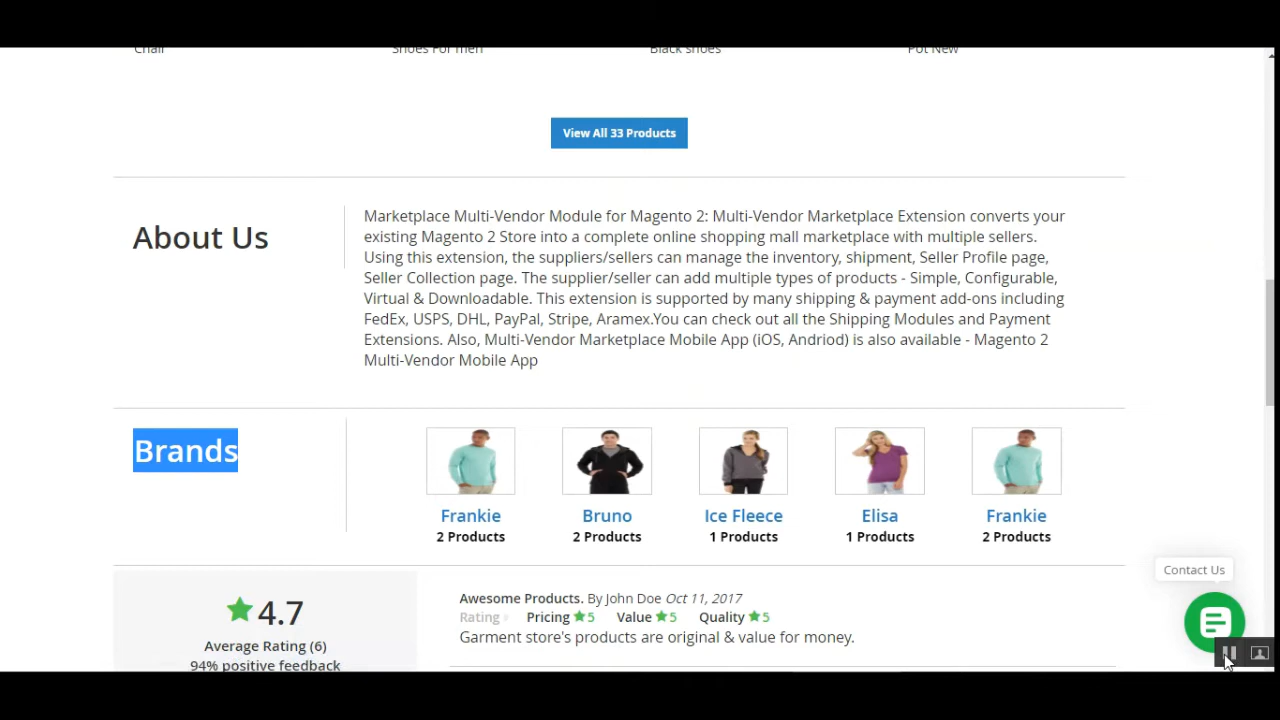 Chair Shoes For men Black shoes Pot New
View All 33 Products
About Us
Marketplace Multi-Vendor Module for Magento 2: Multi-Vendor Marketplace Extension converts your
existing Magento 2 Store into a complete online shopping mall marketplace with multiple sellers.
Using this extension, the suppliers/sellers can manage the inventory, shipment, Seller Profile page,
Seller Collection page. The supplier/seller can add multiple types of products - Simple, Configurable,
Virtual & Downloadable. This extension is supported by many shipping & payment add-ons including
FedEx, USPS, DHL, PayPal, Stripe, Aramex.You can check out all the Shipping Modules and Payment
Extensions. Also, Multi-Vendor Marketplace Mobile App (iOS, Andriod) is also available - Magento 2
Multi-Vendor Mobile App
Brands
Frankie Bruno Ice Fleece Elisa Frankie
2 Products 2 Products 1 Products 1 Products 2 Products
Contact Us
4.7
Average Rating (6)
94% positive feedback
Awesome Products. By John Doe Oct 11, 2017
Rating Pricing 5 Value 5 Quality 5
Garment store's products are original & value for money.